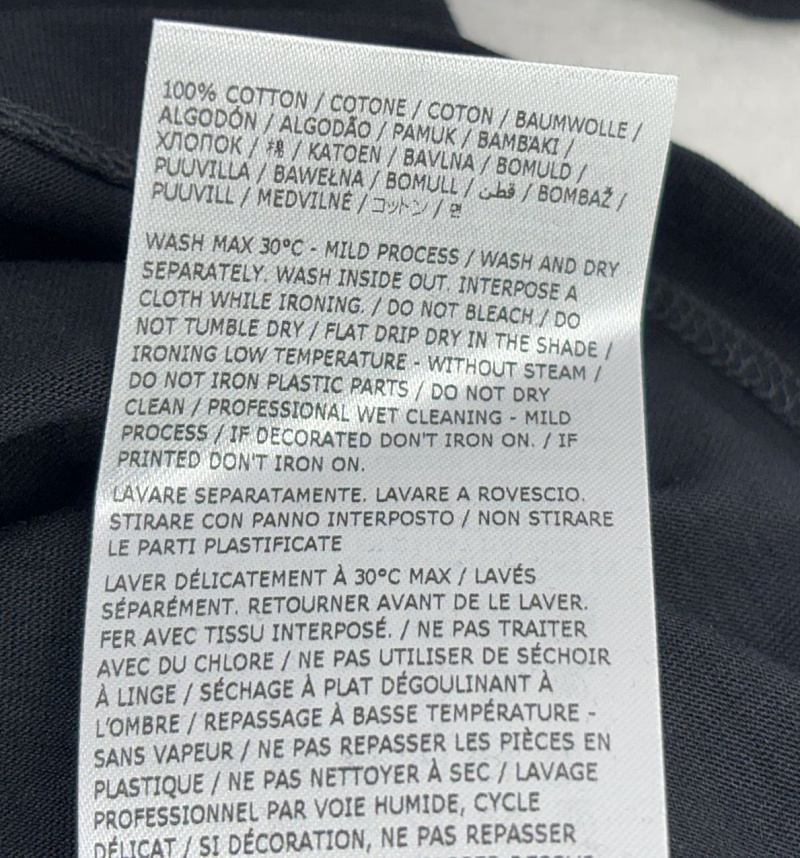 100% COTTON / COTONE / COTON / BAUMWOLLE /
ALGODÓN / ALGODÃO / PAMUK / BAMBAKI /
ХЛОПОК / 棉 / KATOEN / BAVLNA / BOMULD /
PUUVILLA / BAWEŁNA / BOMULL / قطن / BOMBAŽ /
PUUVILL / MEDVILNÉ / コットン / 면
WASH MAX 30°C - MILD PROCESS / WASH AND DRY
SEPARATELY. WASH INSIDE OUT. INTERPOSE A
CLOTH WHILE IRONING. / DO NOT BLEACH / DO
NOT TUMBLE DRY / FLAT DRIP DRY IN THE SHADE /
IRONING LOW TEMPERATURE - WITHOUT STEAM /
DO NOT IRON PLASTIC PARTS / DO NOT DRY
CLEAN / PROFESSIONAL WET CLEANING - MILD
PROCESS / IF DECORATED DON'T IRON ON. / IF
PRINTED DON'T IRON ON.
LAVARE SEPARATAMENTE. LAVARE A ROVESCIO.
STIRARE CON PANNO INTERPOSTO / NON STIRARE
LE PARTI PLASTIFICATE
LAVER DÉLICATEMENT À 30°C MAX / LAVÉS
SÉPARÉMENT. RETOURNER AVANT DE LE LAVER.
FER AVEC TISSU INTERPOSÉ. / NE PAS TRAITER
AVEC DU CHLORE / NE PAS UTILISER DE SÉCHOIR
À LINGE / SÉCHAGE À PLAT DÉGOULINANT À
L'OMBRE / REPASSAGE À BASSE TEMPÉRATURE -
SANS VAPEUR / NE PAS REPASSER LES PIÈCES EN
PLASTIQUE / NE PAS NETTOYER À SEC / LAVAGE
PROFESSIONNEL PAR VOIE HUMIDE, CYCLE
DÉLICAT / SI DÉCORATION, NE PAS REPASSER